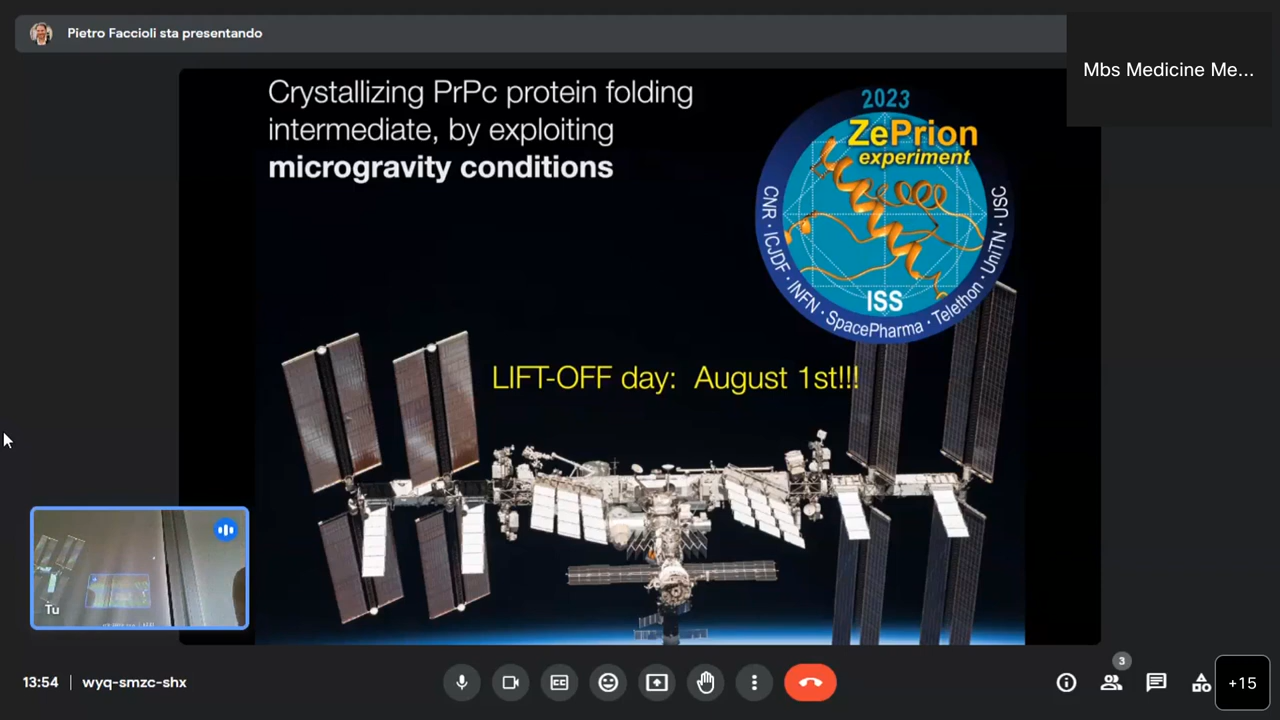 Pietro Faccioli sta presentando
Mbs Medicine Me...
Crystallizing PrPc protein folding
intermediate, by exploiting
microgravity conditions
2023
ZePrion
experiment
CNR · ICJDF · INFN · SpacePharma · Telethon · UniTN · USC
ISS
LIFT-OFF day: August 1st!!!
Tu
13:54 | wyq-smzc-shx
3
+15